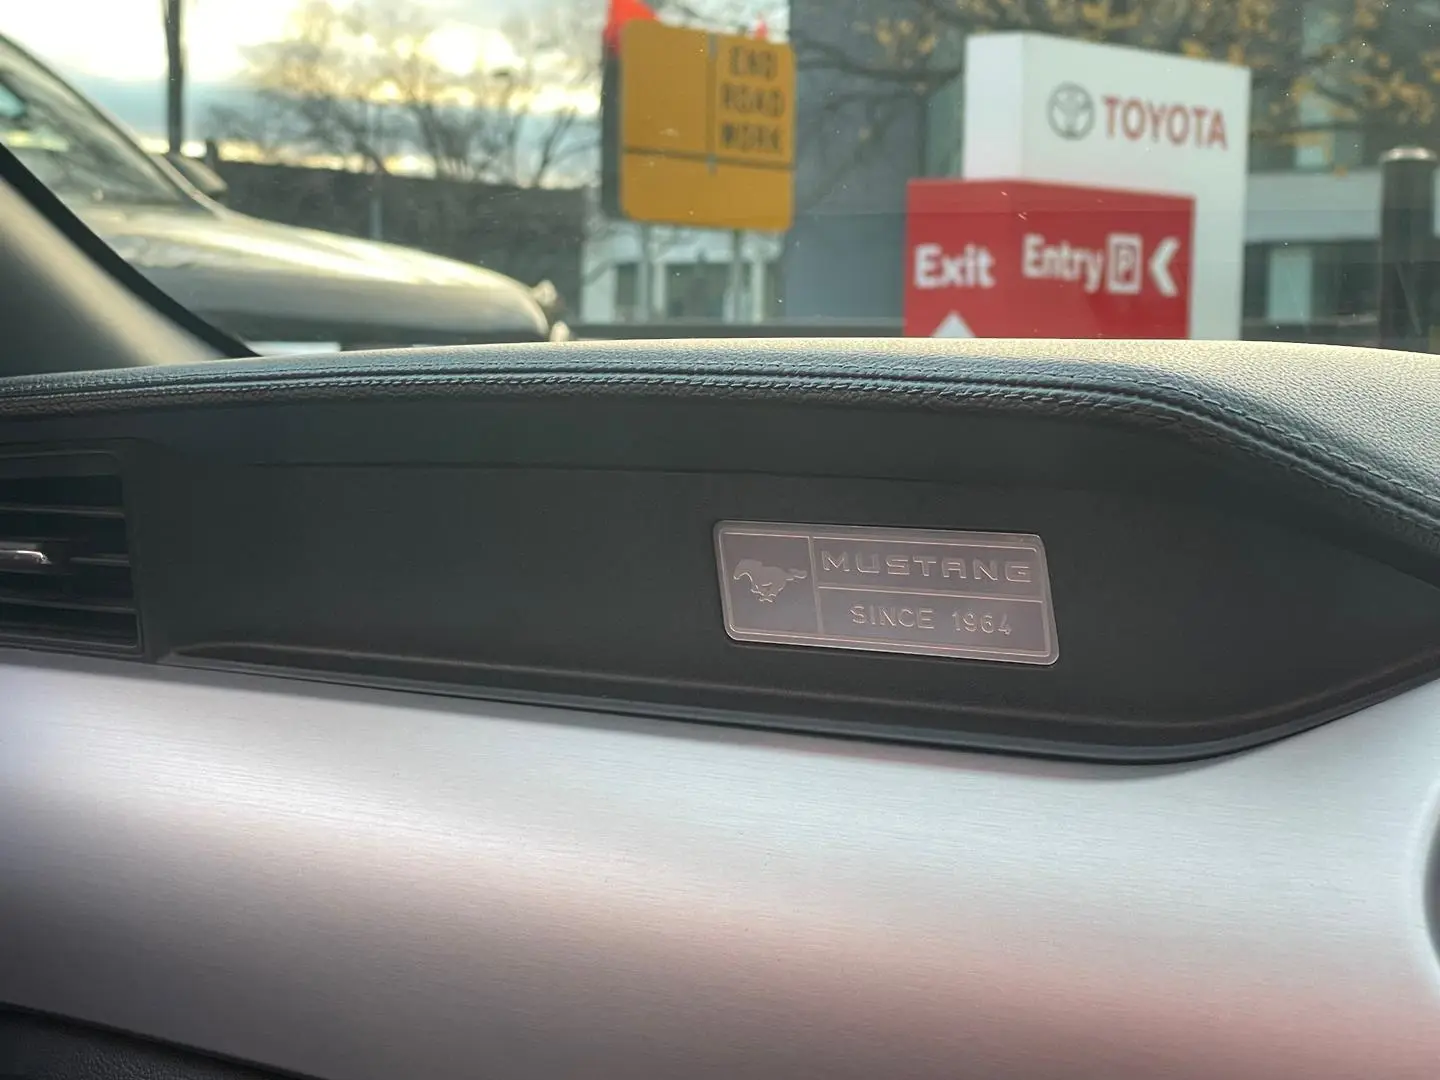 END
ROAD
WORK
TOYOTA
Exit
Entry P
MUSTANG
SINCE 1964